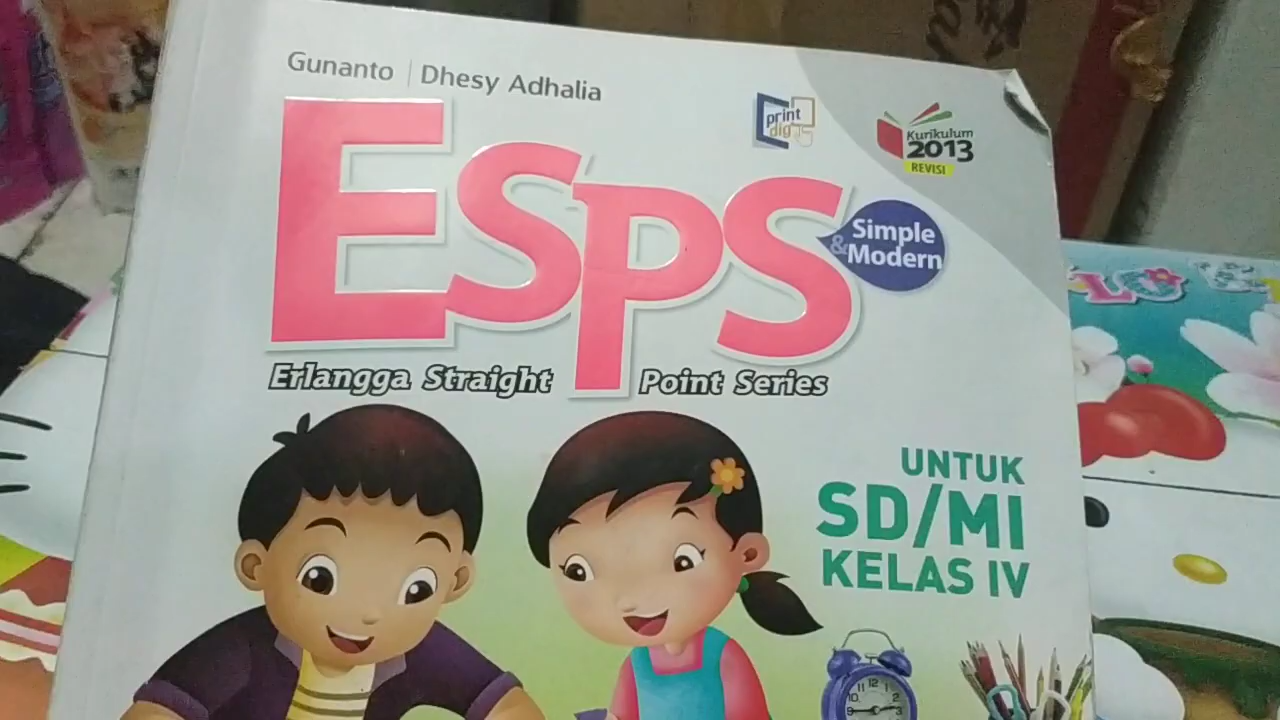 Gunanto | Dhesy Adhalia
print
dig
Kurikulum
2013
REVISI
ESPS
Simple
& Modern
Erlangga Straight Point Series
UNTUK
SD/MI
KELAS IV